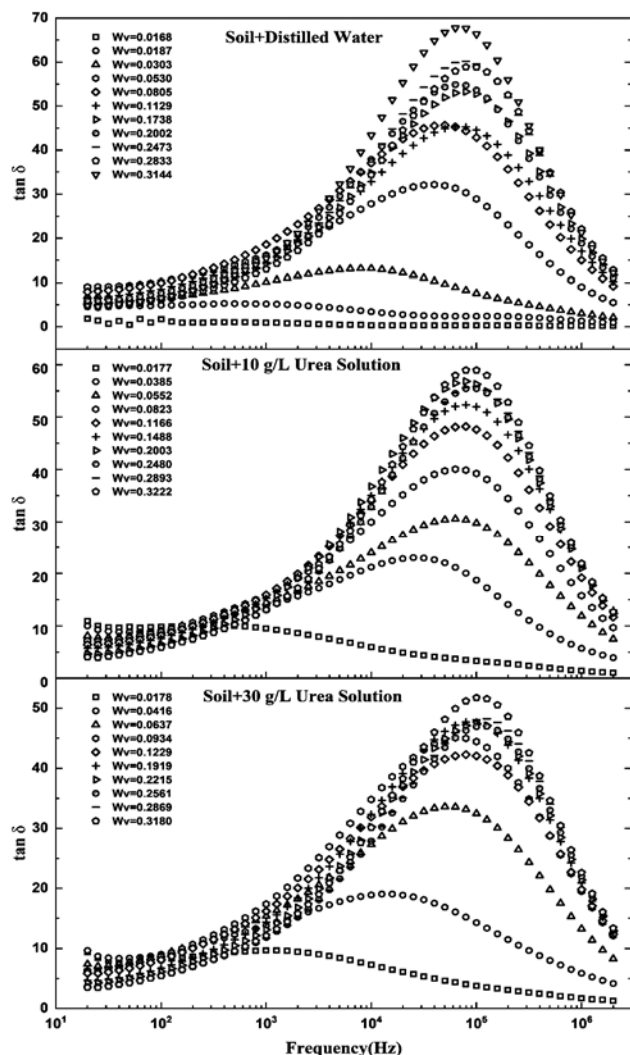 Soil+Distilled Water
tan δ
70
60
50
40
30
20
10
0
Wv=0.0168
Wv=0.0187
Wv=0.0303
Wv=0.0530
Wv=0.0805
Wv=0.1129
Wv=0.1738
Wv=0.2002
Wv=0.2473
Wv=0.2833
Wv=0.3144
Soil+10 g/L Urea Solution
tan δ
60
50
40
30
20
10
0
Wv=0.0177
Wv=0.0385
Wv=0.0552
Wv=0.0823
Wv=0.1166
Wv=0.1488
Wv=0.2003
Wv=0.2480
Wv=0.2893
Wv=0.3222
Soil+30 g/L Urea Solution
tan δ
0
50
40
30
20
10
0
Wv=0.0178
Wv=0.0416
Wv=0.0637
Wv=0.0934
Wv=0.1229
Wv=0.1919
Wv=0.2215
Wv=0.2561
Wv=0.2869
Wv=0.3180
10¹ 10² 10³ 10⁴ 10⁵ 10⁶
Frequency(Hz)